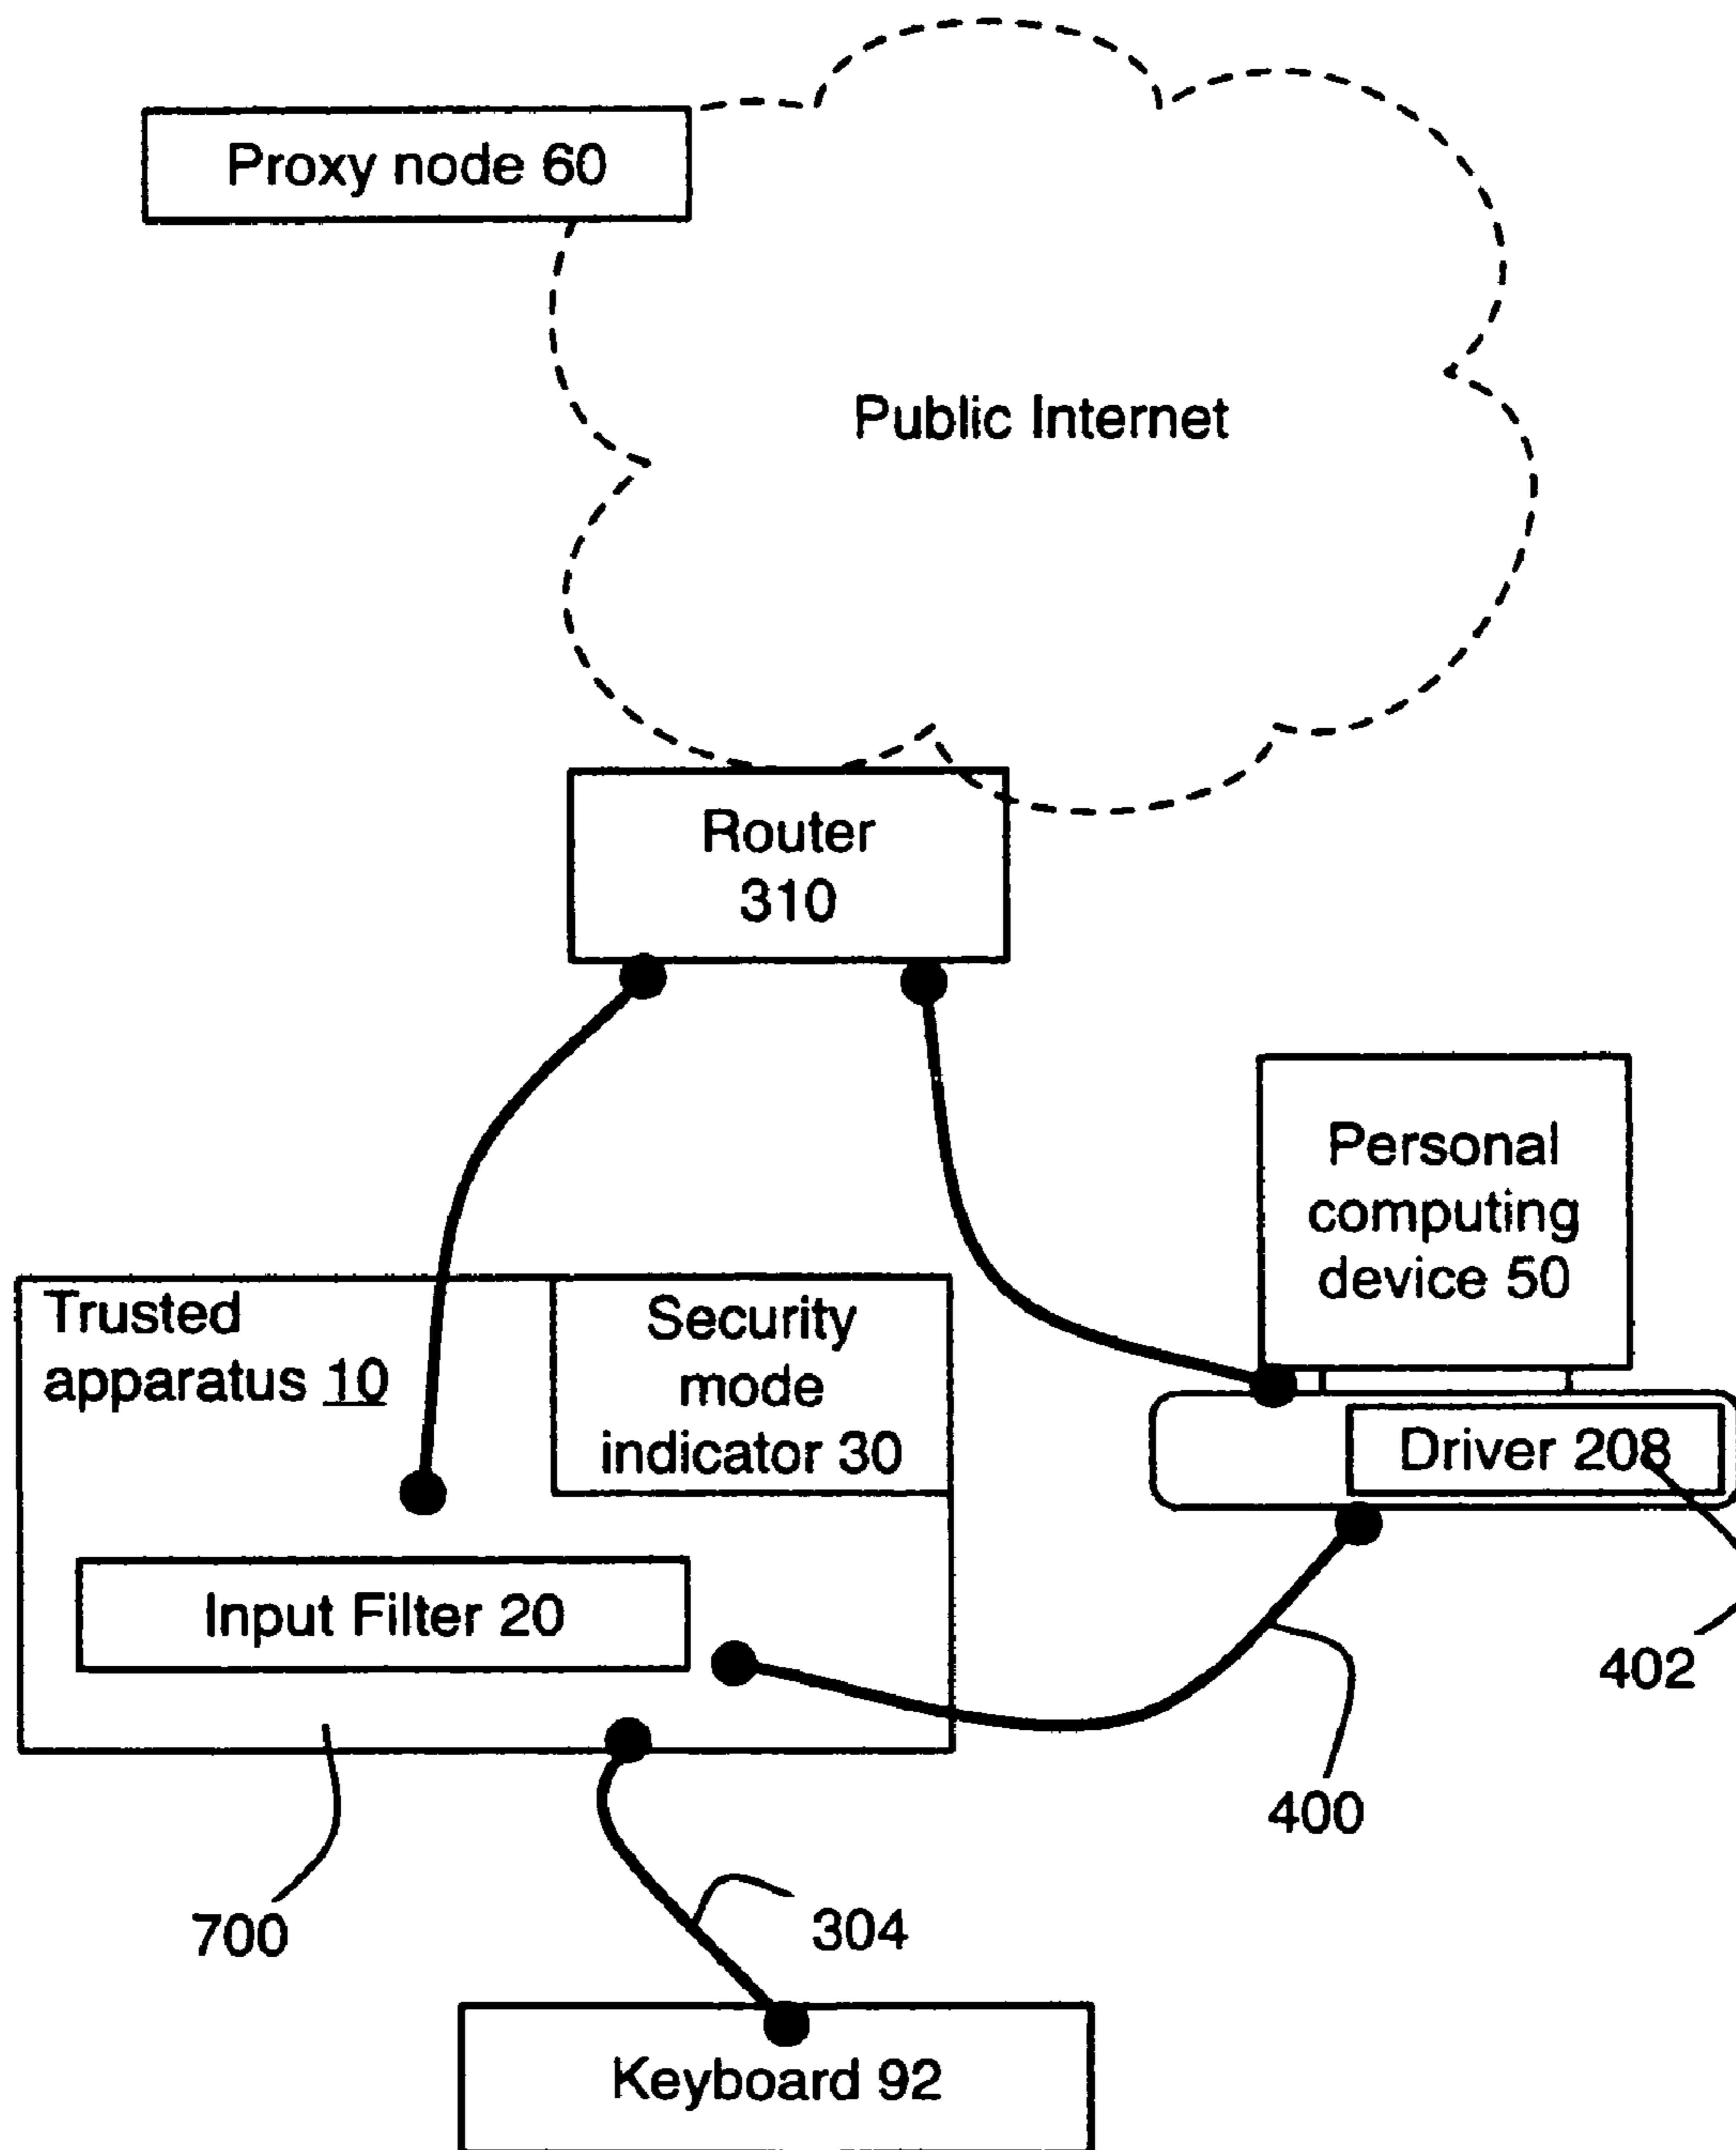 Proxy node 60
Public Internet
Router
310
Personal
computing
device 50
Trusted
apparatus 10
Security
mode
indicator 30
Driver 208
Input Filter 20
402
400
700
304
Keyboard 92